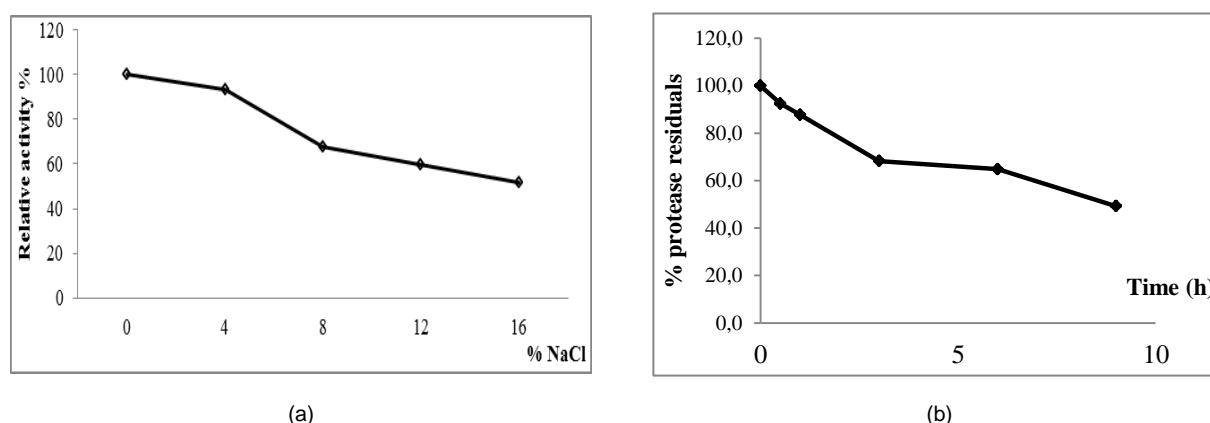 Relative activity %
120
100
80
60
40
20
0
0 4 8 12 16
% NaCl
(a)
% protease residuals
120,0
100,0
80,0
60,0
40,0
20,0
0,0
Time (h)
0 5 10
(b)